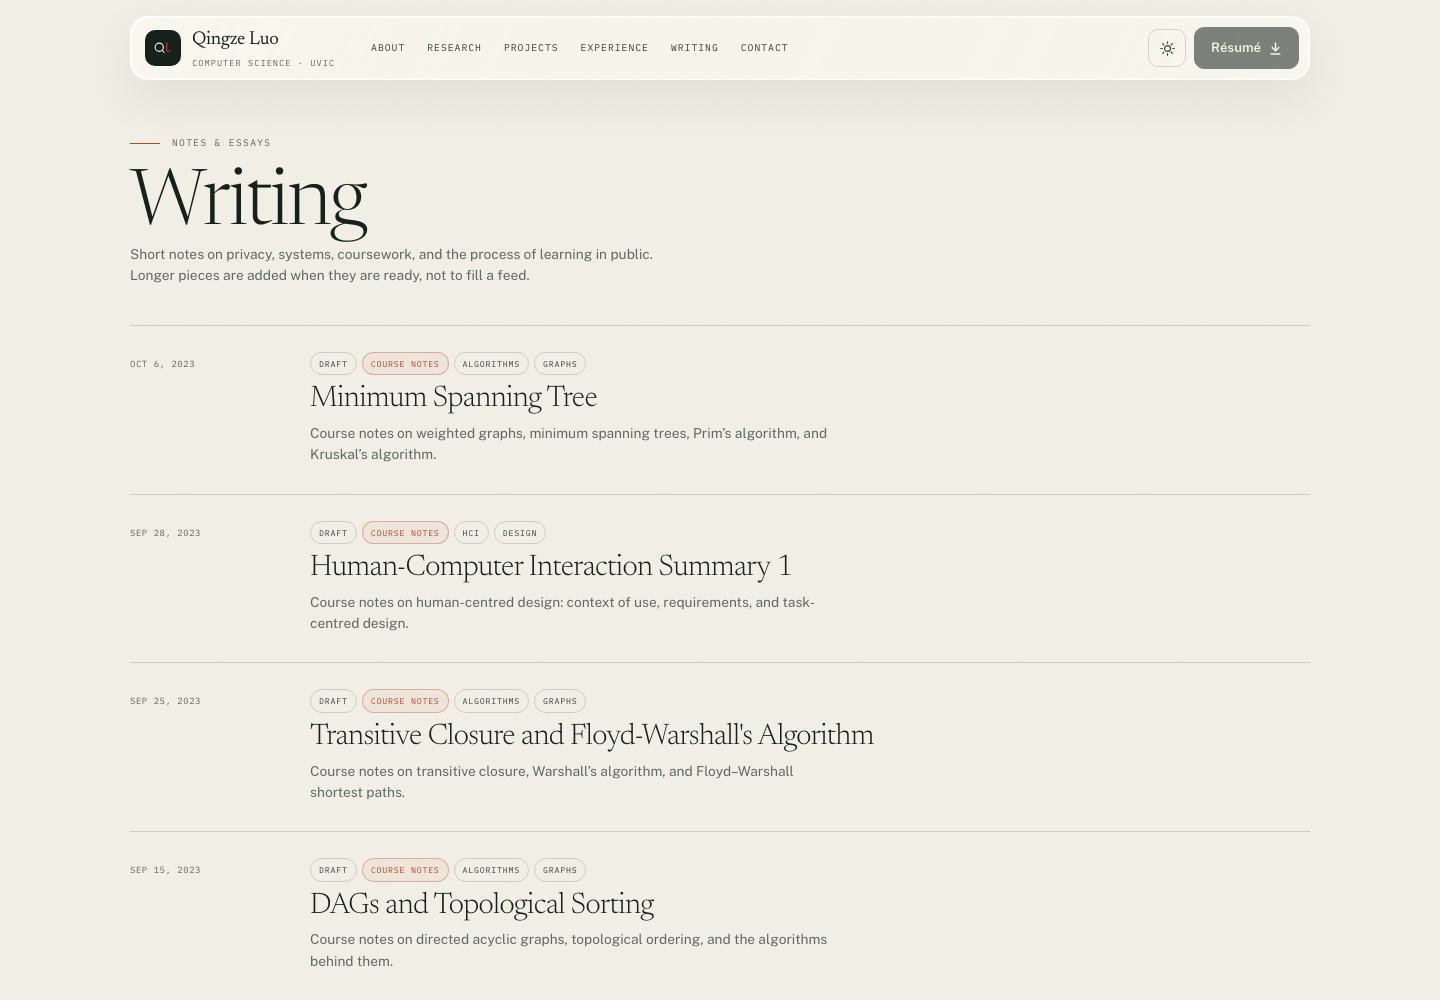 QL
Qingze Luo
COMPUTER SCIENCE · UVIC
ABOUT RESEARCH PROJECTS EXPERIENCE WRITING CONTACT
Résumé
NOTES & ESSAYS
Writing
Short notes on privacy, systems, coursework, and the process of learning in public.
Longer pieces are added when they are ready, not to fill a feed.
OCT 6, 2023
DRAFT COURSE NOTES ALGORITHMS GRAPHS
Minimum Spanning Tree
Course notes on weighted graphs, minimum spanning trees, Prim’s algorithm, and
Kruskal’s algorithm.
SEP 28, 2023
DRAFT COURSE NOTES HCI DESIGN
Human-Computer Interaction Summary 1
Course notes on human-centred design: context of use, requirements, and task-
centred design.
SEP 25, 2023
DRAFT COURSE NOTES ALGORITHMS GRAPHS
Transitive Closure and Floyd-Warshall's Algorithm
Course notes on transitive closure, Warshall’s algorithm, and Floyd–Warshall
shortest paths.
SEP 15, 2023
DRAFT COURSE NOTES ALGORITHMS GRAPHS
DAGs and Topological Sorting
Course notes on directed acyclic graphs, topological ordering, and the algorithms
behind them.